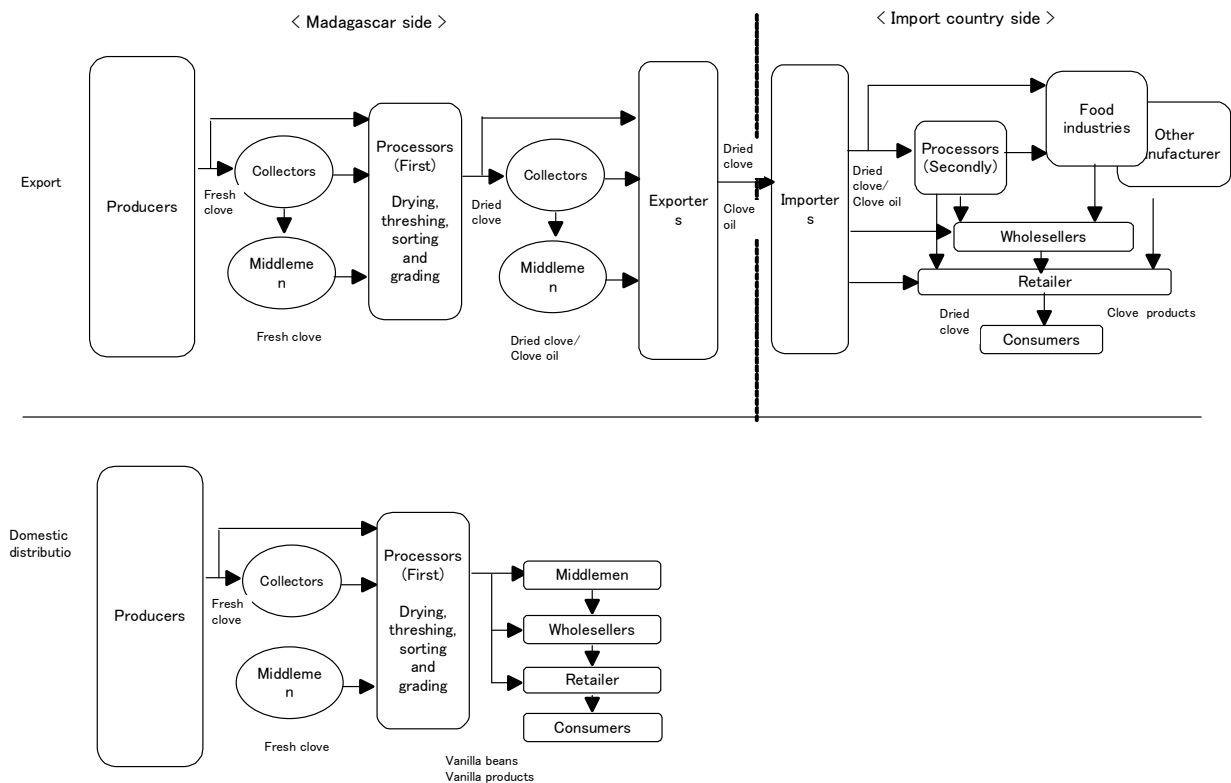 < Madagascar side >
< Import country side >
Export
Producers
Fresh
clove
Collectors
Middleme
n
Fresh clove
Processors
(First)
Drying,
threshing,
sorting
and
grading
Dried
clove
Collectors
Middleme
n
Dried clove/
Clove oil
Exporter
s
Dried
clove
Clove
oil
Importer
s
Dried
clove/
Clove oil
Processors
(Secondly)
Food
industries
Other
anufacturer
Wholesellers
Retailer
Dried
clove
Clove products
Consumers
Domestic
distributio
Producers
Fresh
clove
Collectors
Middleme
n
Fresh clove
Processors
(First)
Drying,
threshing,
sorting
and
grading
Middlemen
Wholesellers
Retailer
Consumers
Vanilla beans
Vanilla products